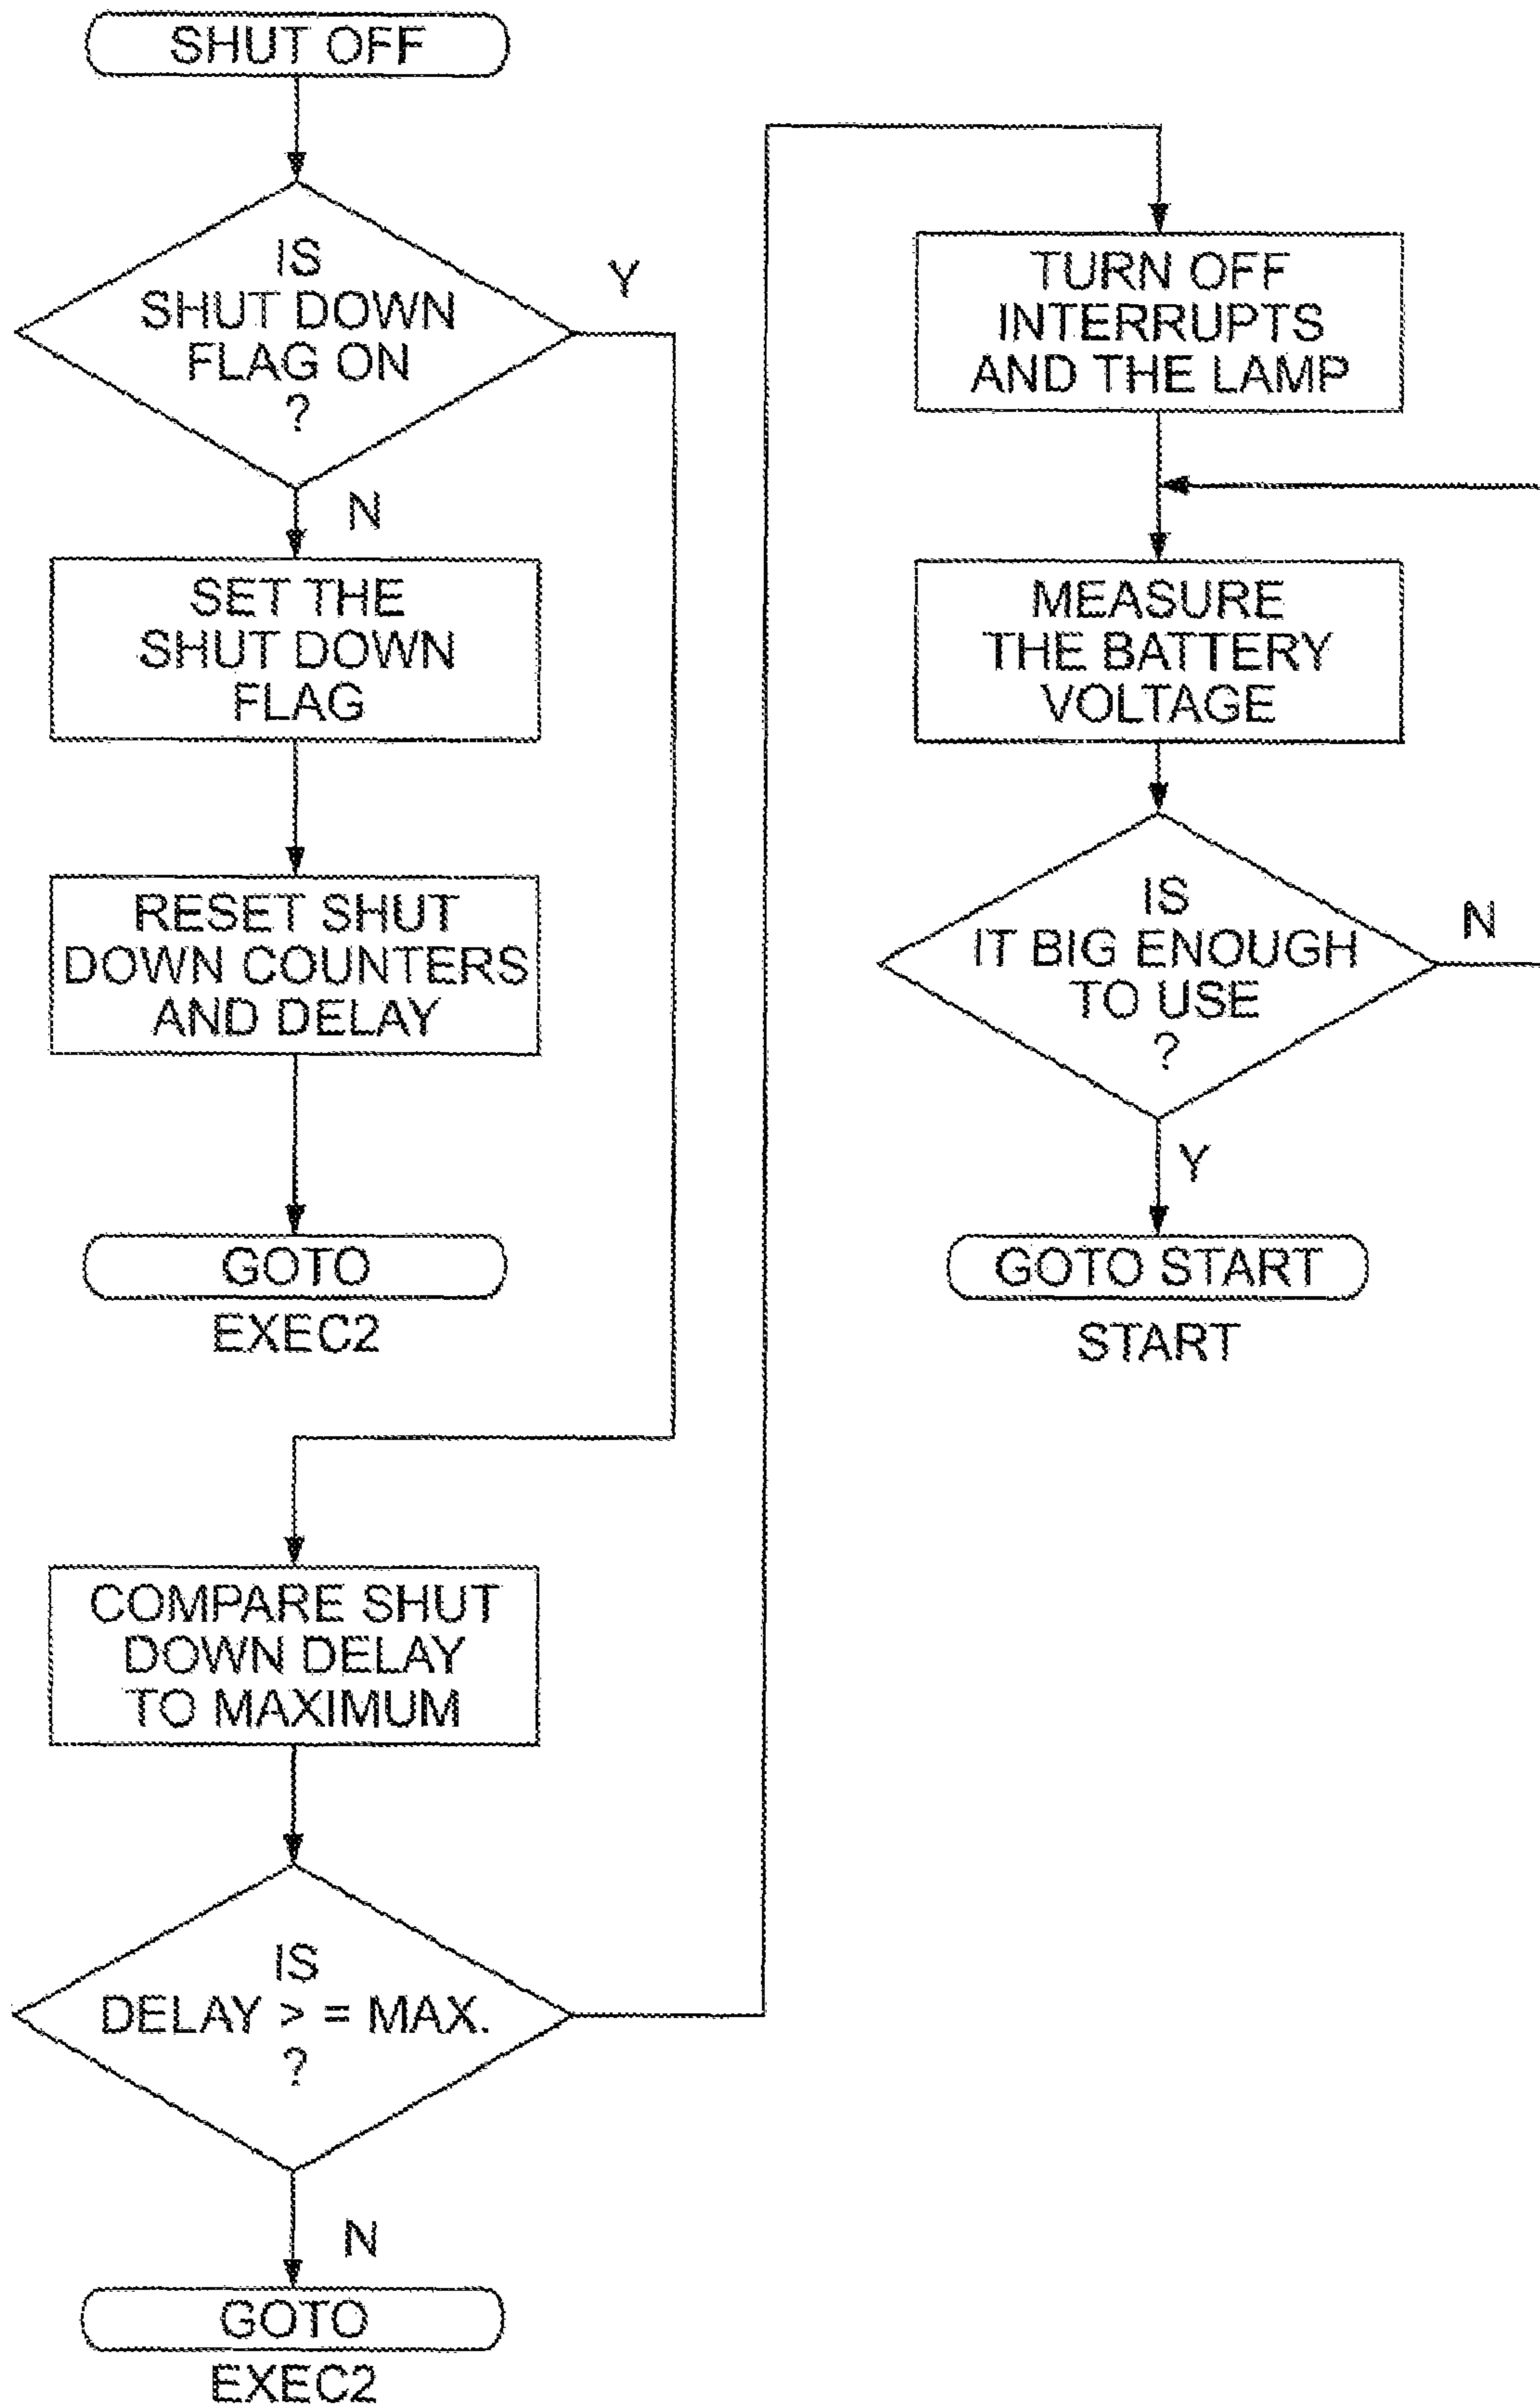 SHUT OFF
IS
SHUT DOWN
FLAG ON
?
Y
N
SET THE
SHUT DOWN
FLAG
RESET SHUT
DOWN COUNTERS
AND DELAY
GOTO
EXEC2
COMPARE SHUT
DOWN DELAY
TO MAXIMUM
IS
DELAY > = MAX.
?
N
GOTO
EXEC2
TURN OFF
INTERRUPTS
AND THE LAMP
MEASURE
THE BATTERY
VOLTAGE
IS
IT BIG ENOUGH
TO USE
?
N
Y
GOTO START
START